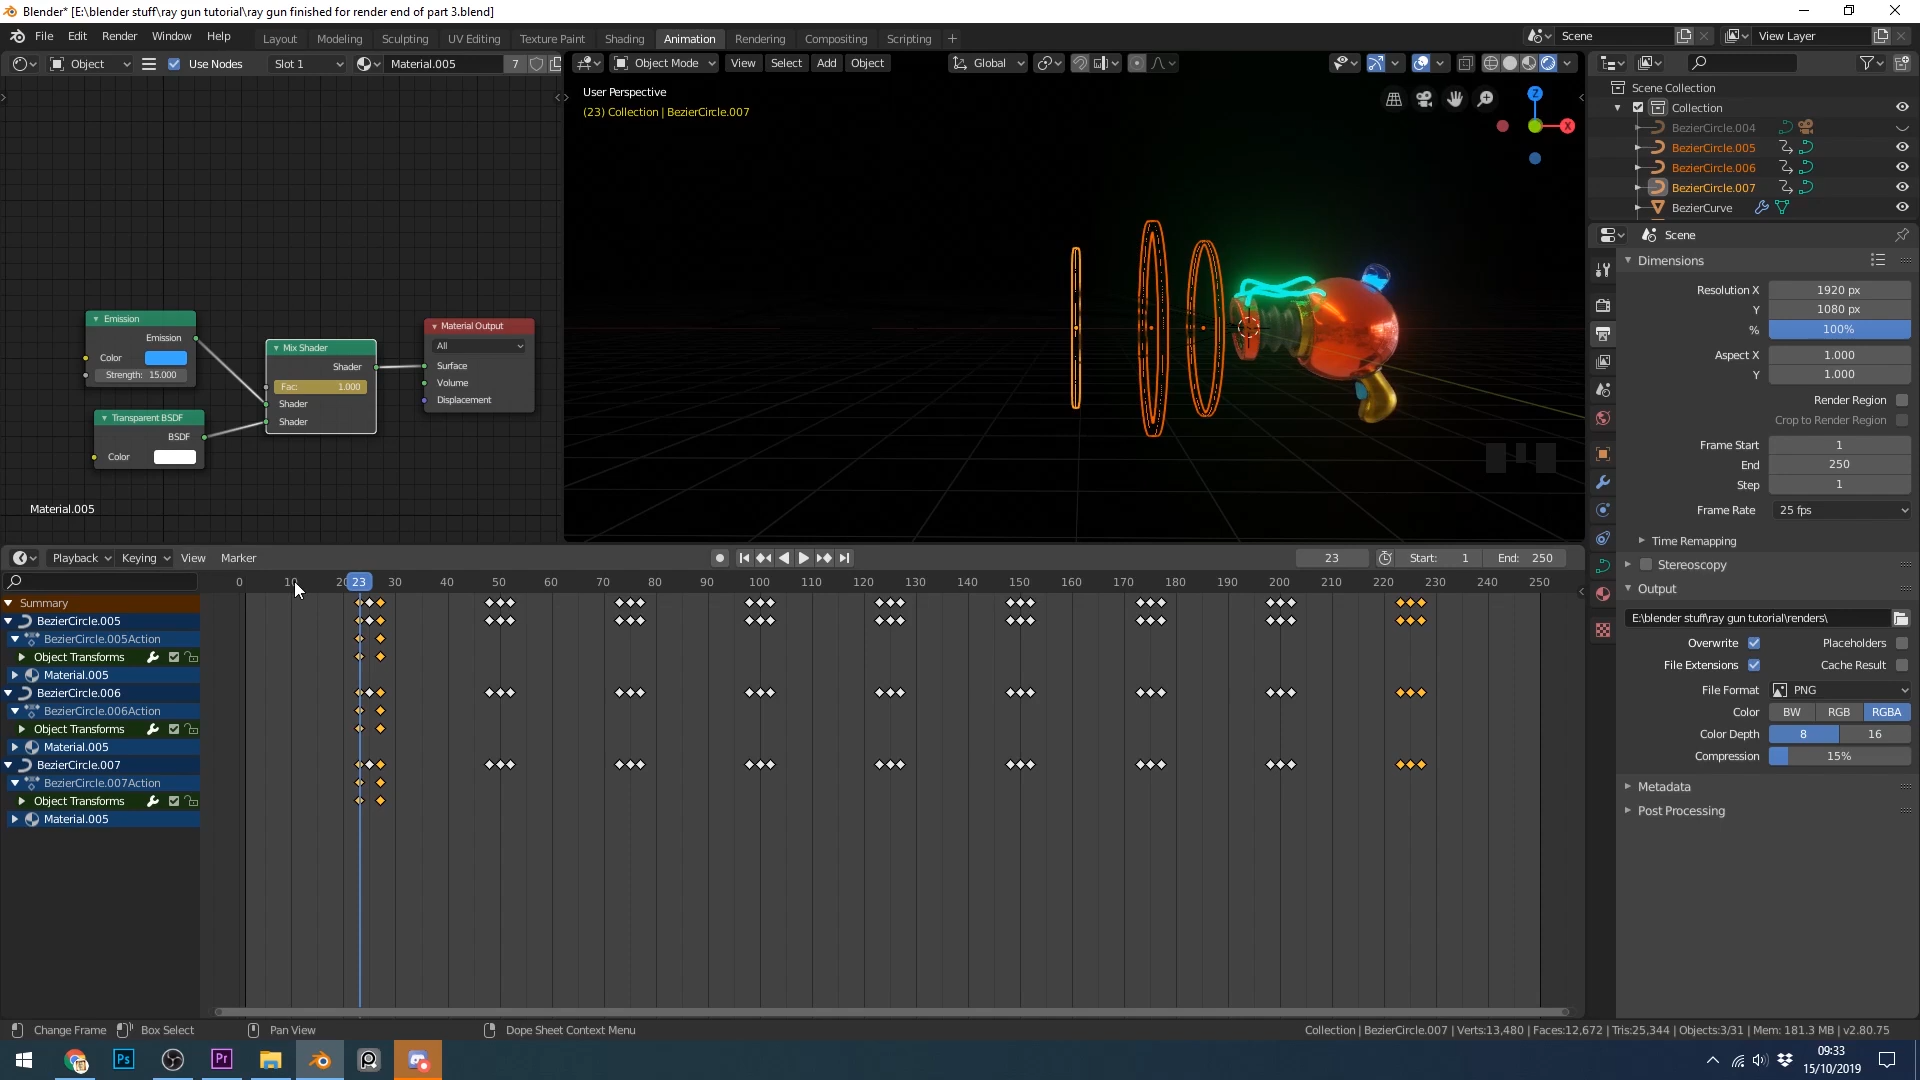 Blender* [E:\blender stuff\ray gun tutorial\ray gun finished for render end of part 3.blend]
File Edit Render Window Help Layout Modeling Sculpting UV Editing Texture Paint Shading Animation Rendering Compositing Scripting + Scene View Layer
Object Use Nodes Slot 1 Material.005 7 Object Mode View Select Add Object Global
User Perspective
(23) Collection | BezierCircle.007
Z
X
Scene Collection
Collection
BezierCircle.004
BezierCircle.005
BezierCircle.006
BezierCircle.007
BezierCurve
Scene
Dimensions
Resolution X 1920 px
Y 1080 px
% 100%
Aspect X 1.000
Y 1.000
Render Region
Crop to Render Region
Frame Start 1
End 250
Step 1
Frame Rate 25 fps
Time Remapping
Stereoscopy
Output
E:\blender stuff\ray gun tutorial\renders\
Overwrite Placeholders
File Extensions Cache Result
File Format PNG
Color BW RGB RGBA
Color Depth 8 16
Compression 15%
Metadata
Post Processing
Emission
Emission
Color
Strength: 15.000
Transparent BSDF
BSDF
Color
Mix Shader
Shader
Fac: 1.000
Shader
Shader
Material Output
All
Surface
Volume
Displacement
Material.005
Playback Keying View Marker 23 Start: 1 End: 250
0 10 20 23 30 40 50 60 70 80 90 100 110 120 130 140 150 160 170 180 190 200 210 220 230 240 250
Summary
BezierCircle.005
BezierCircle.005Action
Object Transforms
Material.005
BezierCircle.006
BezierCircle.006Action
Object Transforms
Material.005
BezierCircle.007
BezierCircle.007Action
Object Transforms
Material.005
Change Frame Box Select Pan View Dope Sheet Context Menu Collection | BezierCircle.007 | Verts:13,480 | Faces:12,672 | Tris:25,344 | Objects:3/31 | Mem: 181.3 MB | v2.80.75
Ps Pr
09:33
15/10/2019